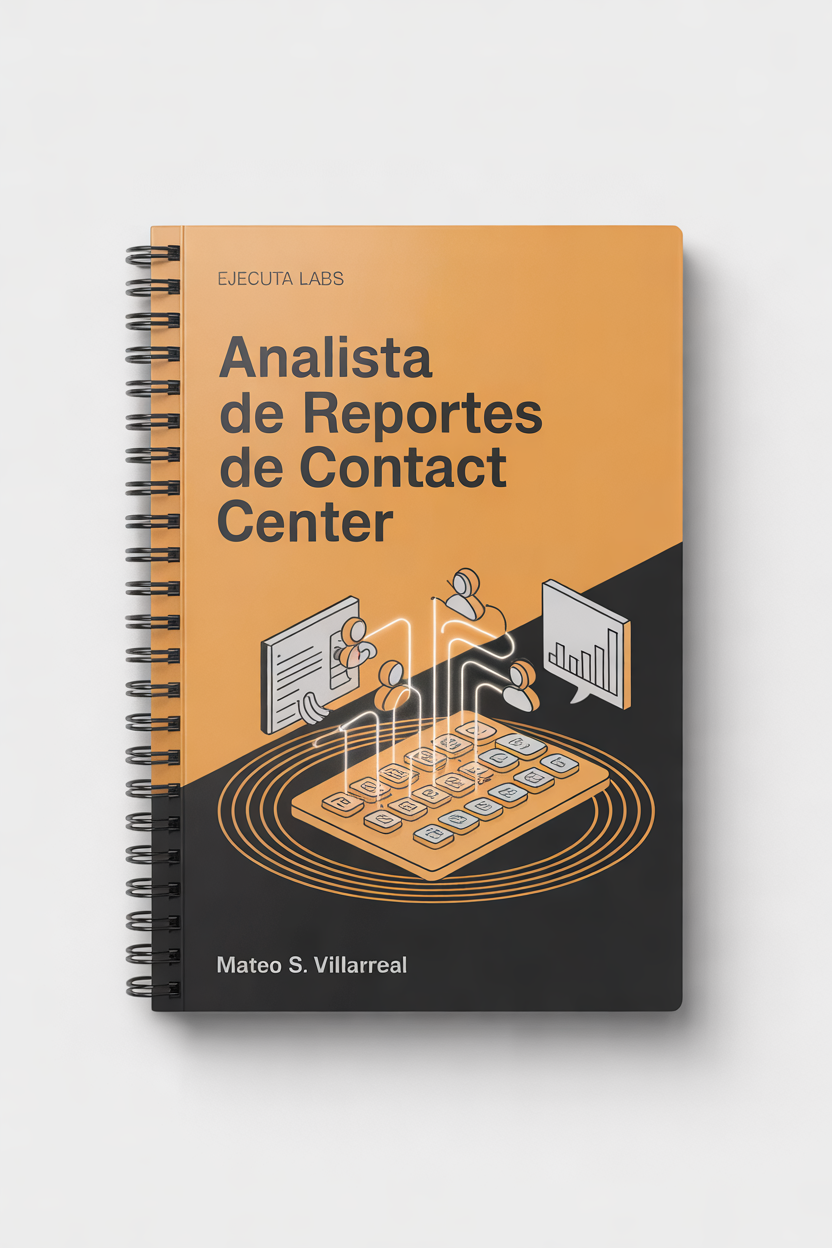 EJECUTA LABS
Analista
de Reportes
de Contact
Center
Mateo S. Villarreal